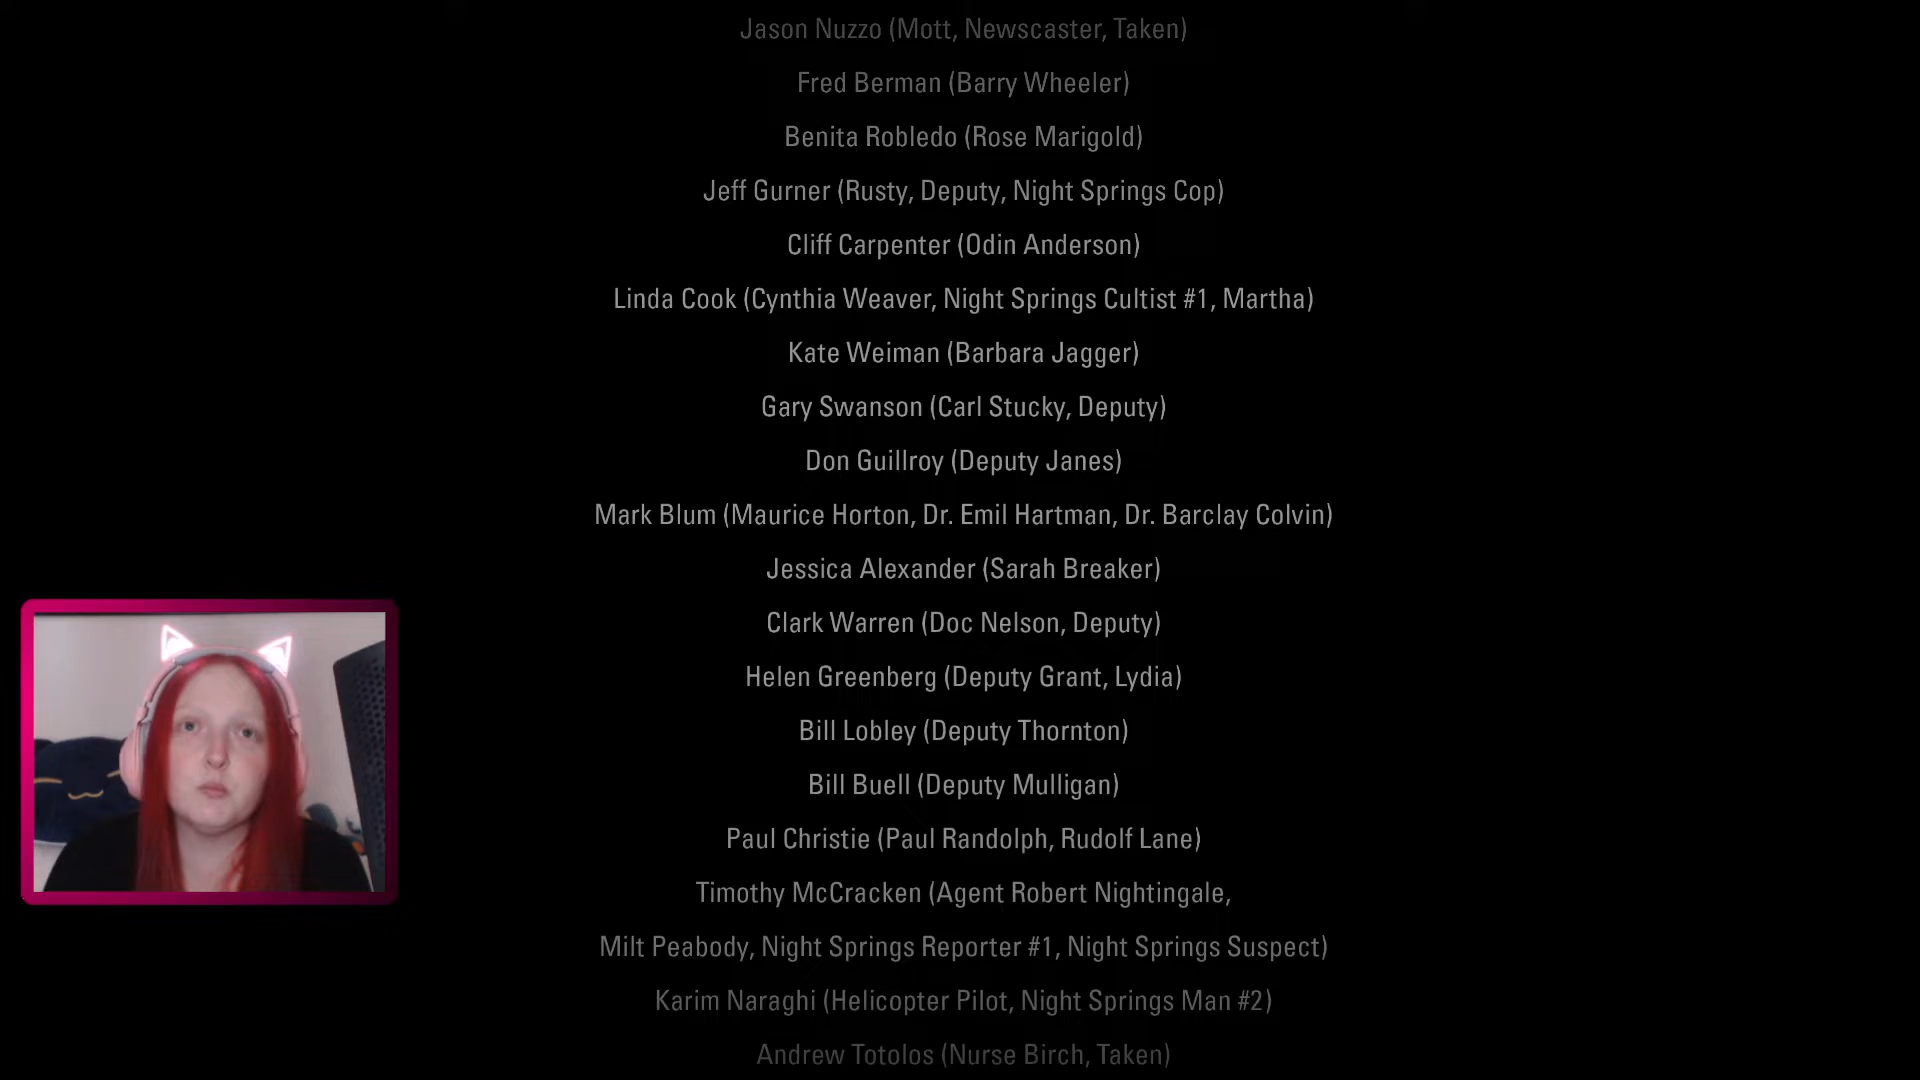 Jason Nuzzo (Mott, Newscaster, Taken)
Fred Berman (Barry Wheeler)
Benita Robledo (Rose Marigold)
Jeff Gurner (Rusty, Deputy, Night Springs Cop)
Cliff Carpenter (Odin Anderson)
Linda Cook (Cynthia Weaver, Night Springs Cultist #1, Martha)
Kate Weiman (Barbara Jagger)
Gary Swanson (Carl Stucky, Deputy)
Don Guillroy (Deputy Janes)
Mark Blum (Maurice Horton, Dr. Emil Hartman, Dr. Barclay Colvin)
Jessica Alexander (Sarah Breaker)
Clark Warren (Doc Nelson, Deputy)
Helen Greenberg (Deputy Grant, Lydia)
Bill Lobley (Deputy Thornton)
Bill Buell (Deputy Mulligan)
Paul Christie (Paul Randolph, Rudolf Lane)
Timothy McCracken (Agent Robert Nightingale,
Milt Peabody, Night Springs Reporter #1, Night Springs Suspect)
Karim Naraghi (Helicopter Pilot, Night Springs Man #2)
Andrew Totolos (Nurse Birch, Taken)